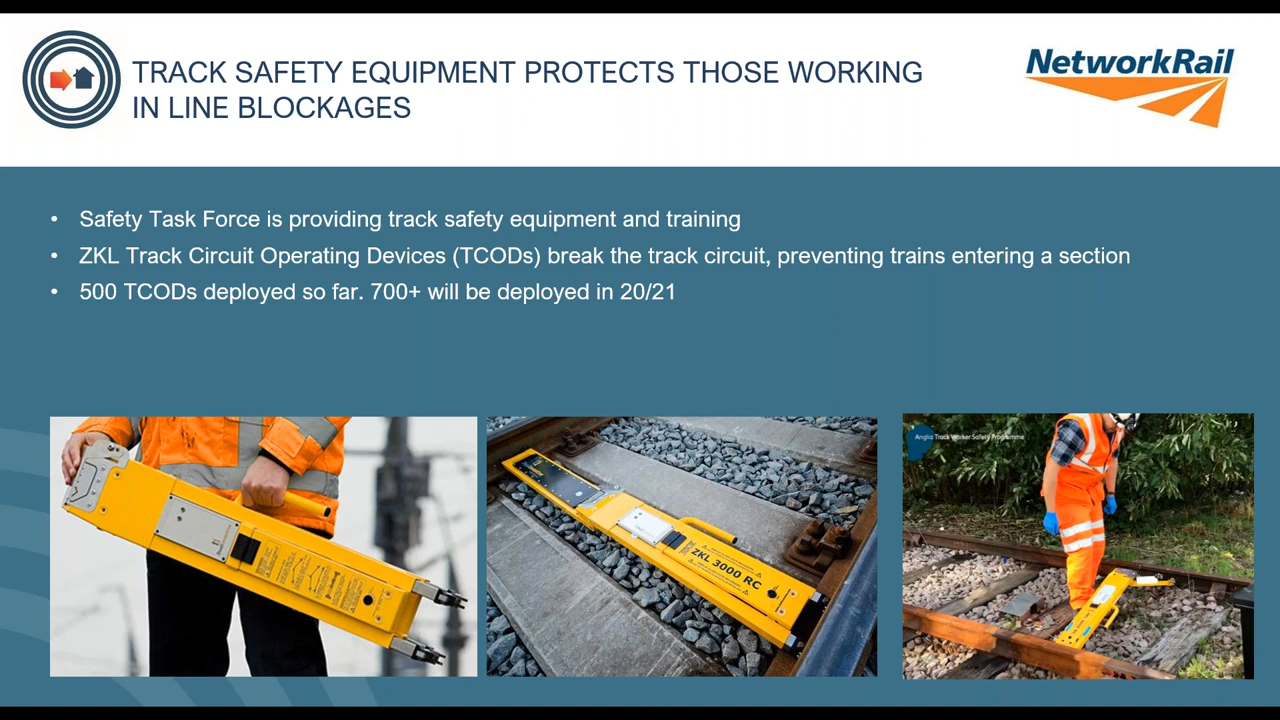 TRACK SAFETY EQUIPMENT PROTECTS THOSE WORKING
IN LINE BLOCKAGES
NetworkRail
• Safety Task Force is providing track safety equipment and training
• ZKL Track Circuit Operating Devices (TCODs) break the track circuit, preventing trains entering a section
• 500 TCODs deployed so far. 700+ will be deployed in 20/21
ZKL 3000 RC
Anglia Track Worker Safety Programme